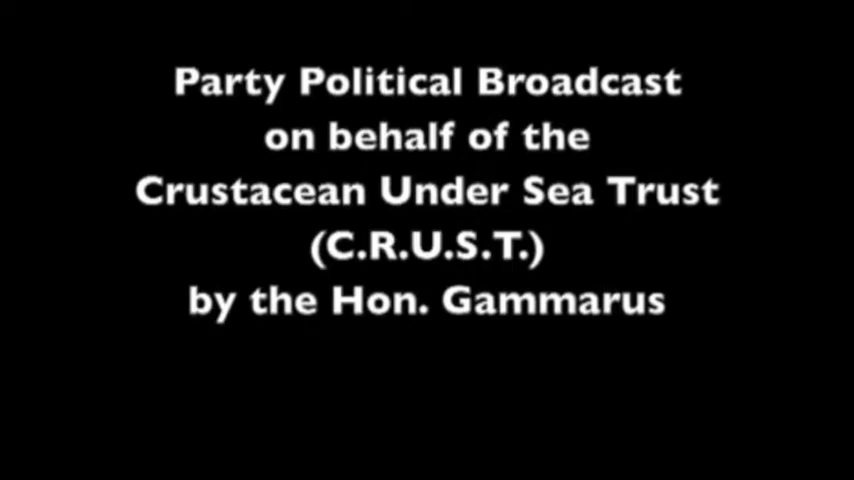 Party Political Broadcast
on behalf of the
Crustacean Under Sea Trust
(C.R.U.S.T.)
by the Hon. Gammarus